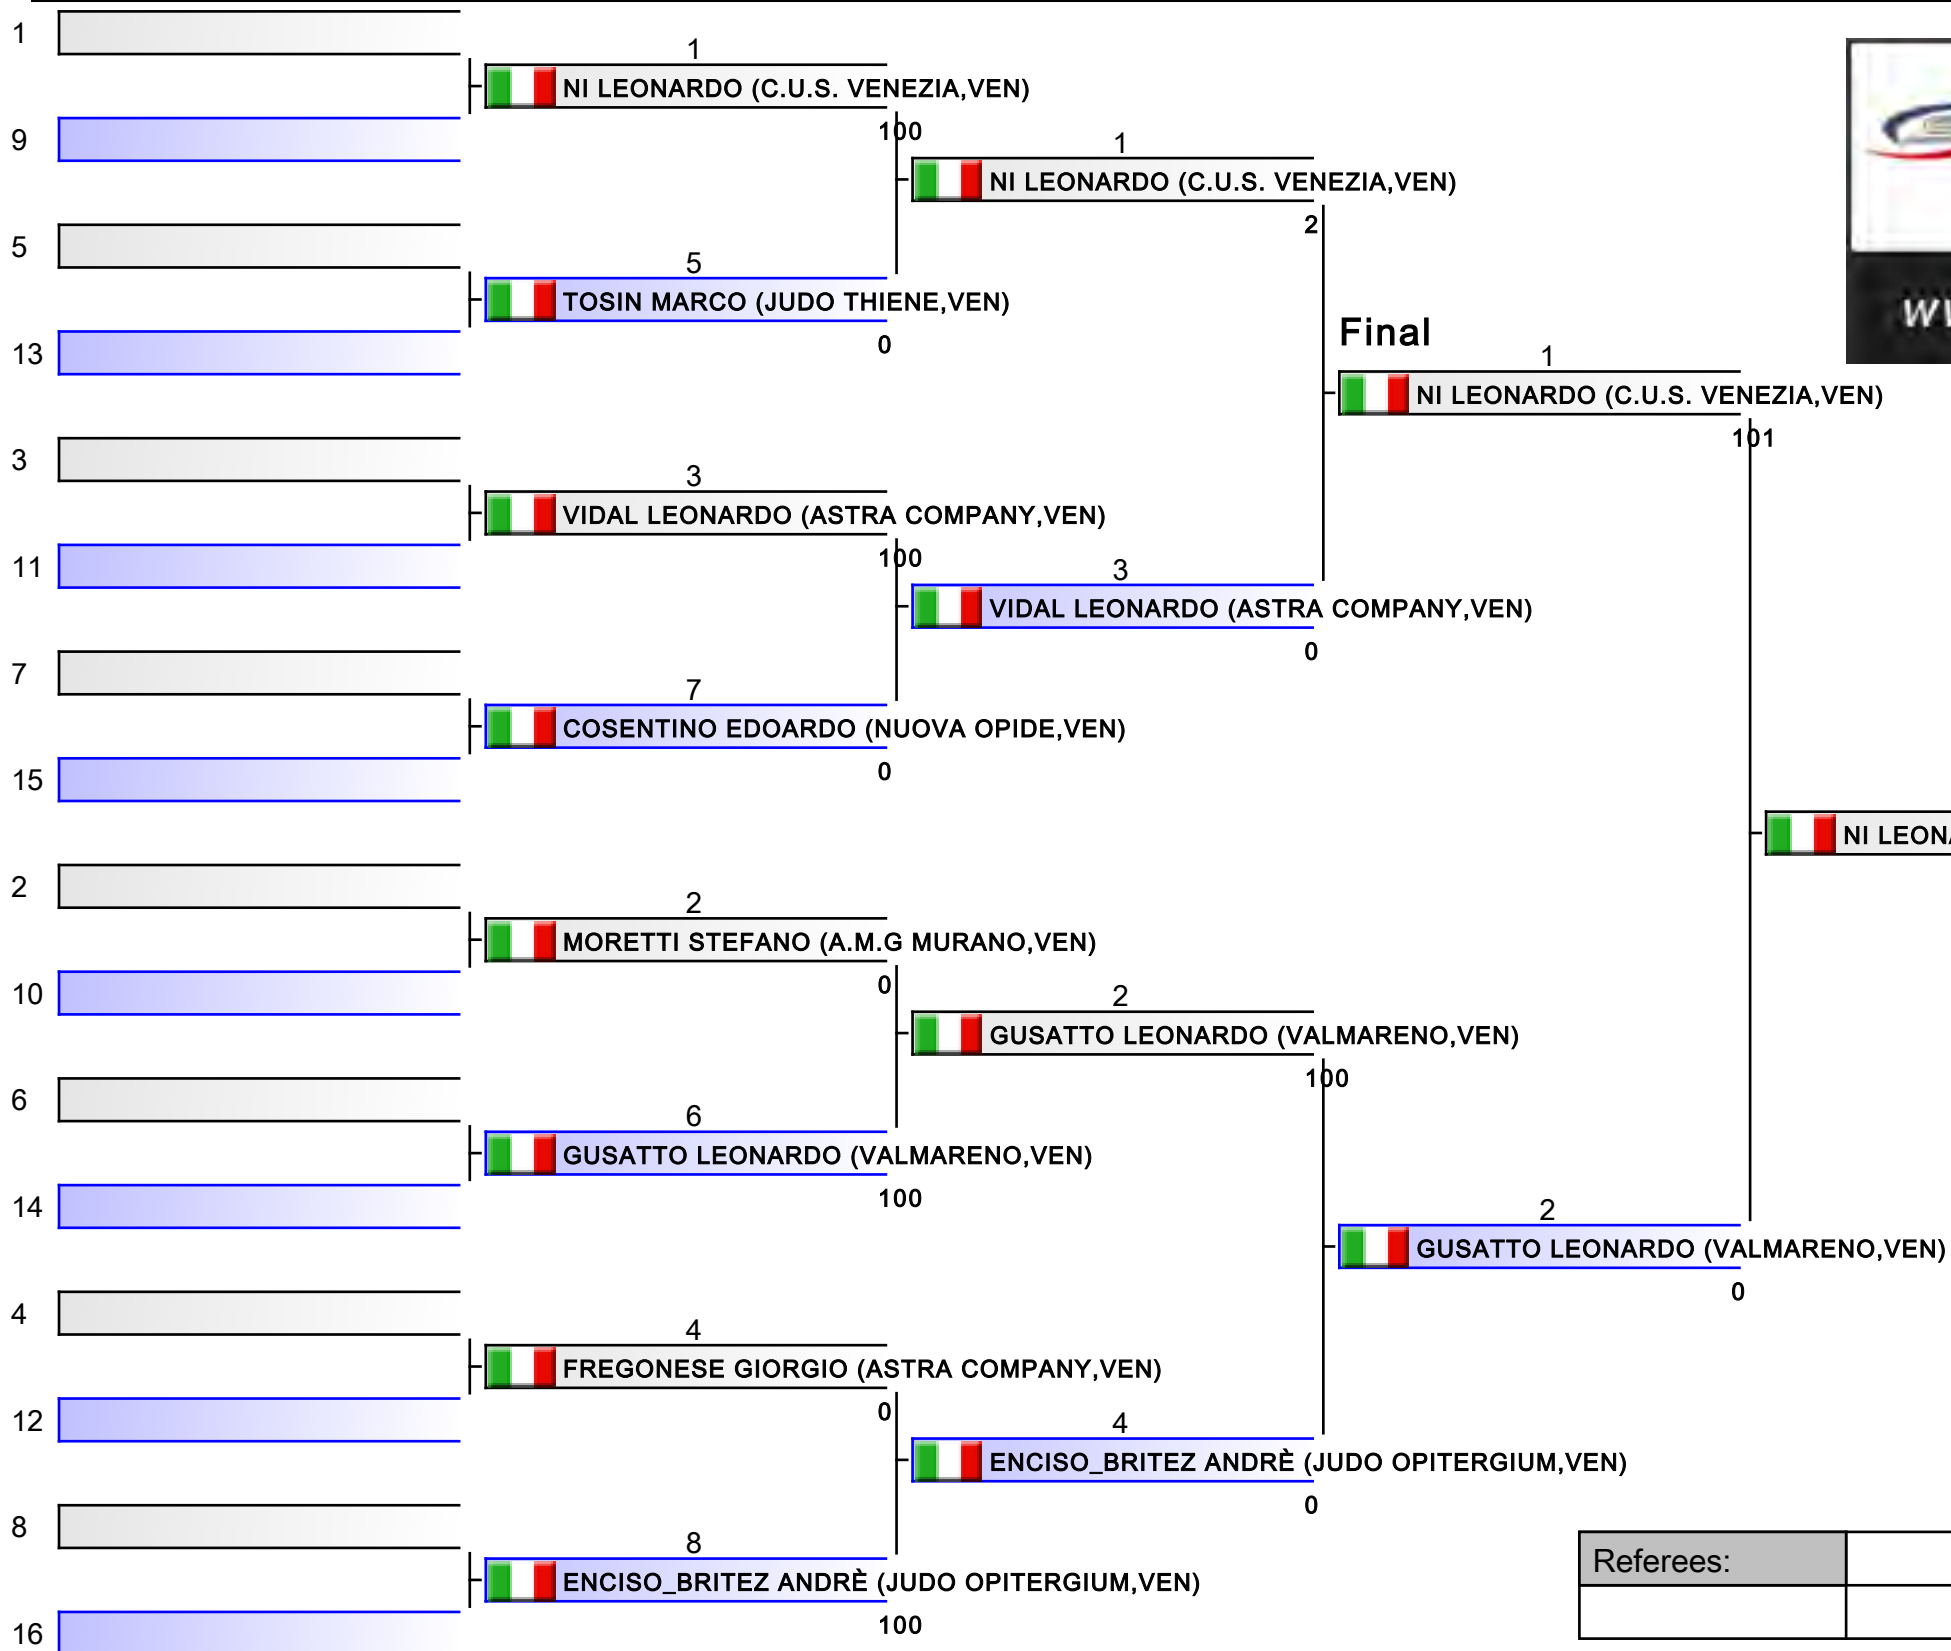 1
1
NI LEONARDO (C.U.S. VENEZIA,VEN)
100
9
1
NI LEONARDO (C.U.S. VENEZIA,VEN)
2
5
5
TOSIN MARCO (JUDO THIENE,VEN)
0
13
Final
1
NI LEONARDO (C.U.S. VENEZIA,VEN)
101
3
3
VIDAL LEONARDO (ASTRA COMPANY,VEN)
100
11
3
VIDAL LEONARDO (ASTRA COMPANY,VEN)
0
7
7
COSENTINO EDOARDO (NUOVA OPIDE,VEN)
0
15
NI
2
2
MORETTI STEFANO (A.M.G MURANO,VEN)
0
10
2
GUSATTO LEONARDO (VALMARENO,VEN)
100
6
6
GUSATTO LEONARDO (VALMARENO,VEN)
100
14
2
GUSATTO LEONARDO (VALMARENO,VEN)
0
4
4
FREGONESE GIORGIO (ASTRA COMPANY,VEN)
0
12
4
ENCISO_BRITEZ ANDRÈ (JUDO OPITERGIUM,VEN)
0
8
8
ENCISO_BRITEZ ANDRÈ (JUDO OPITERGIUM,VEN)
100
16
Referees: